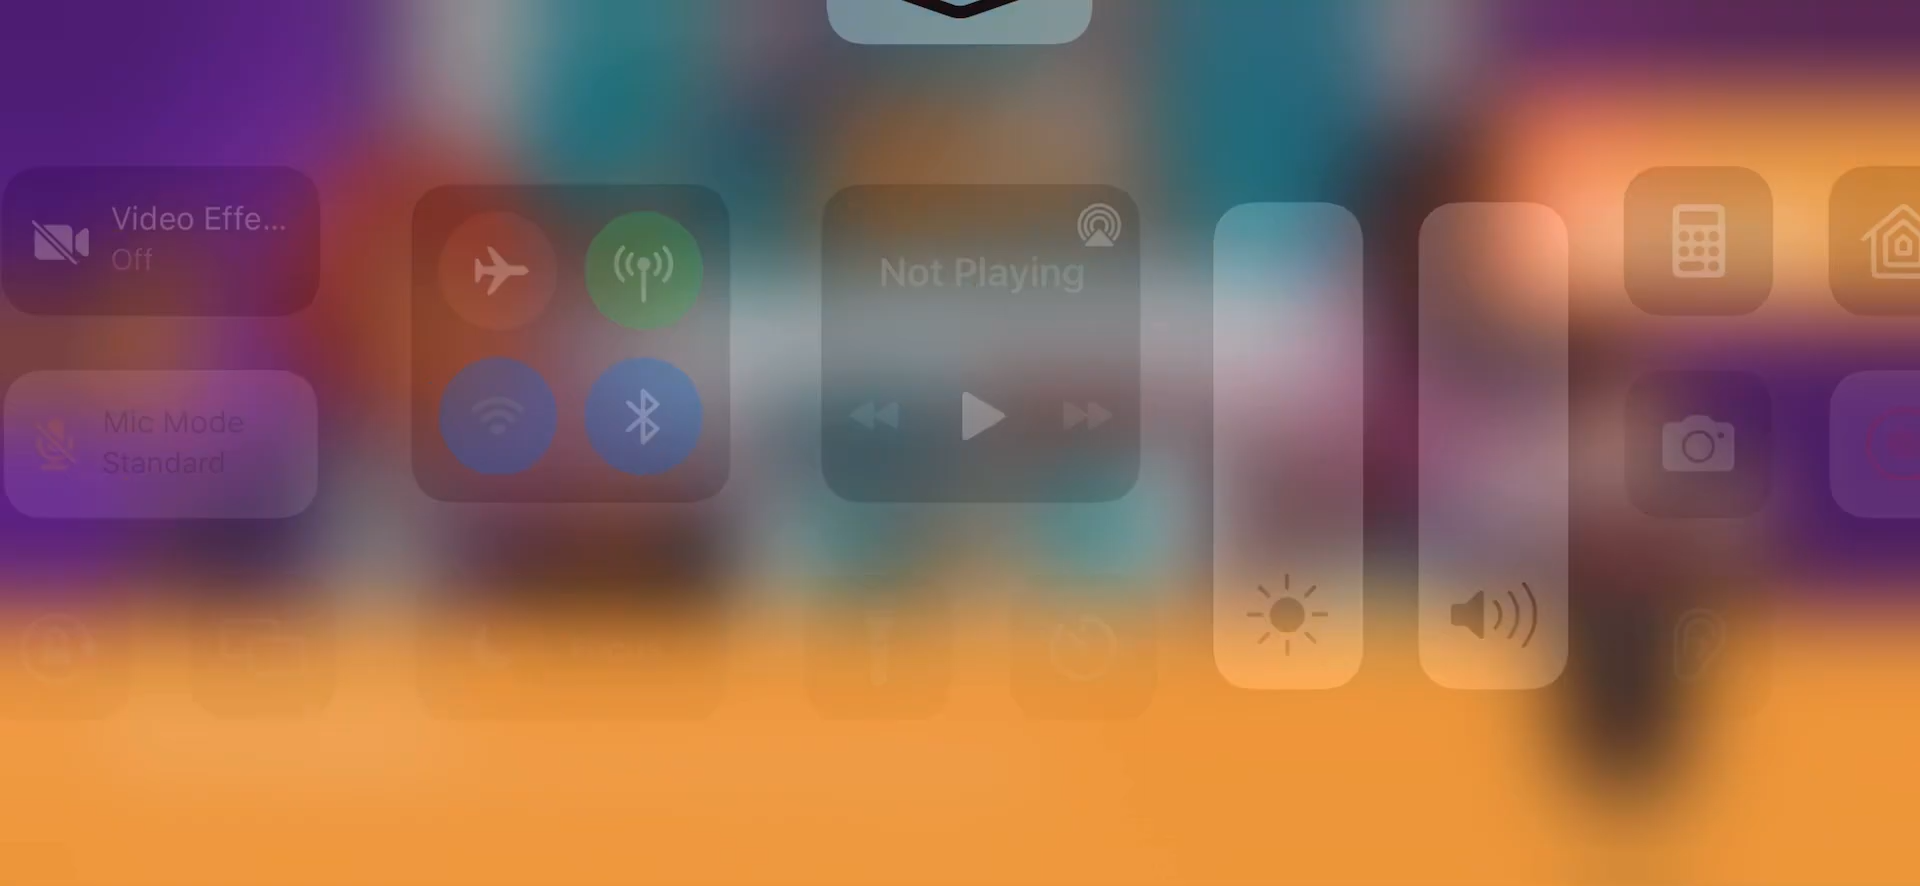 Video Effe...
Off
Mic Mode
Standard
Not Playing